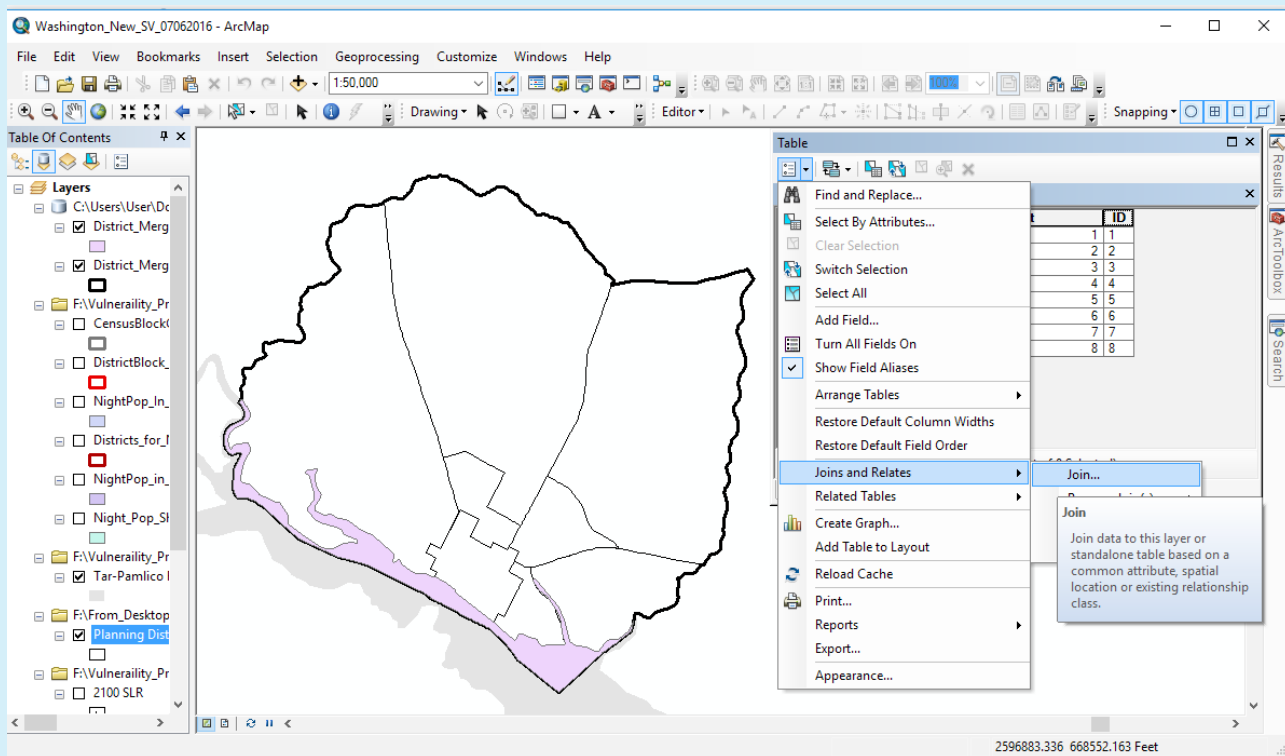 Washington_New_SV_07062016 - ArcMap
File Edit View Bookmarks Insert Selection Geoprocessing Customize Windows Help
1:50,000 100%
Drawing A Editor Snapping
Table Of Contents
Layers
C:\Users\User\Do
District_Merg
District_Merg
F:\Vulneraility_Pr
CensusBlock
DistrictBlock_
NightPop_In_
Districts_for_
NightPop_in_
Night_Pop_S
F:\Vulneraility_Pr
Tar-Pamlico
F:\From_Desktop
Planning Dist
F:\Vulneraility_Pr
2100 SLR
Table
Find and Replace...
Select By Attributes...
Clear Selection
Switch Selection
Select All
Add Field...
Turn All Fields On
Show Field Aliases
Arrange Tables
Restore Default Column Widths
Restore Default Field Order
Joins and Relates
Related Tables
Create Graph...
Add Table to Layout
Reload Cache
Print...
Reports
Export...
Appearance...
t ID
1 1
2 2
3 3
4 4
5 5
6 6
7 7
8 8
Join...
Join
Join data to this layer or
standalone table based on a
common attribute, spatial
location or existing relationship
class.
Results
ArcToolbox
Search
2596883.336 668552.163 Feet